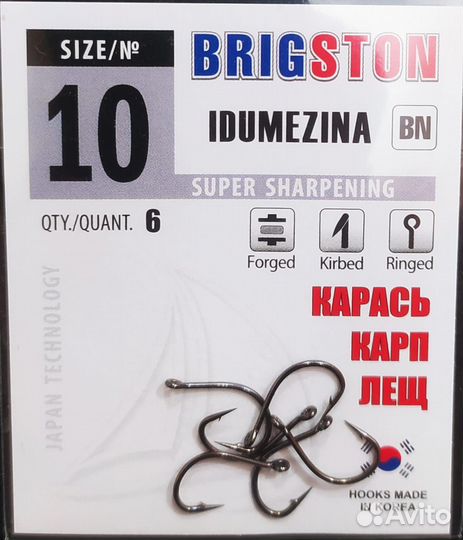 SIZE/№
10
BRIGSTON
IDUMEZINA BN
SUPER SHARPENING
QTY./QUANT. 6
Forged Kirbed Ringed
JAPAN TECHNOLOGY
КАРАСЬ
КАРП
ЛЕЩ
HOOKS MADE
IN KOREA
Avito